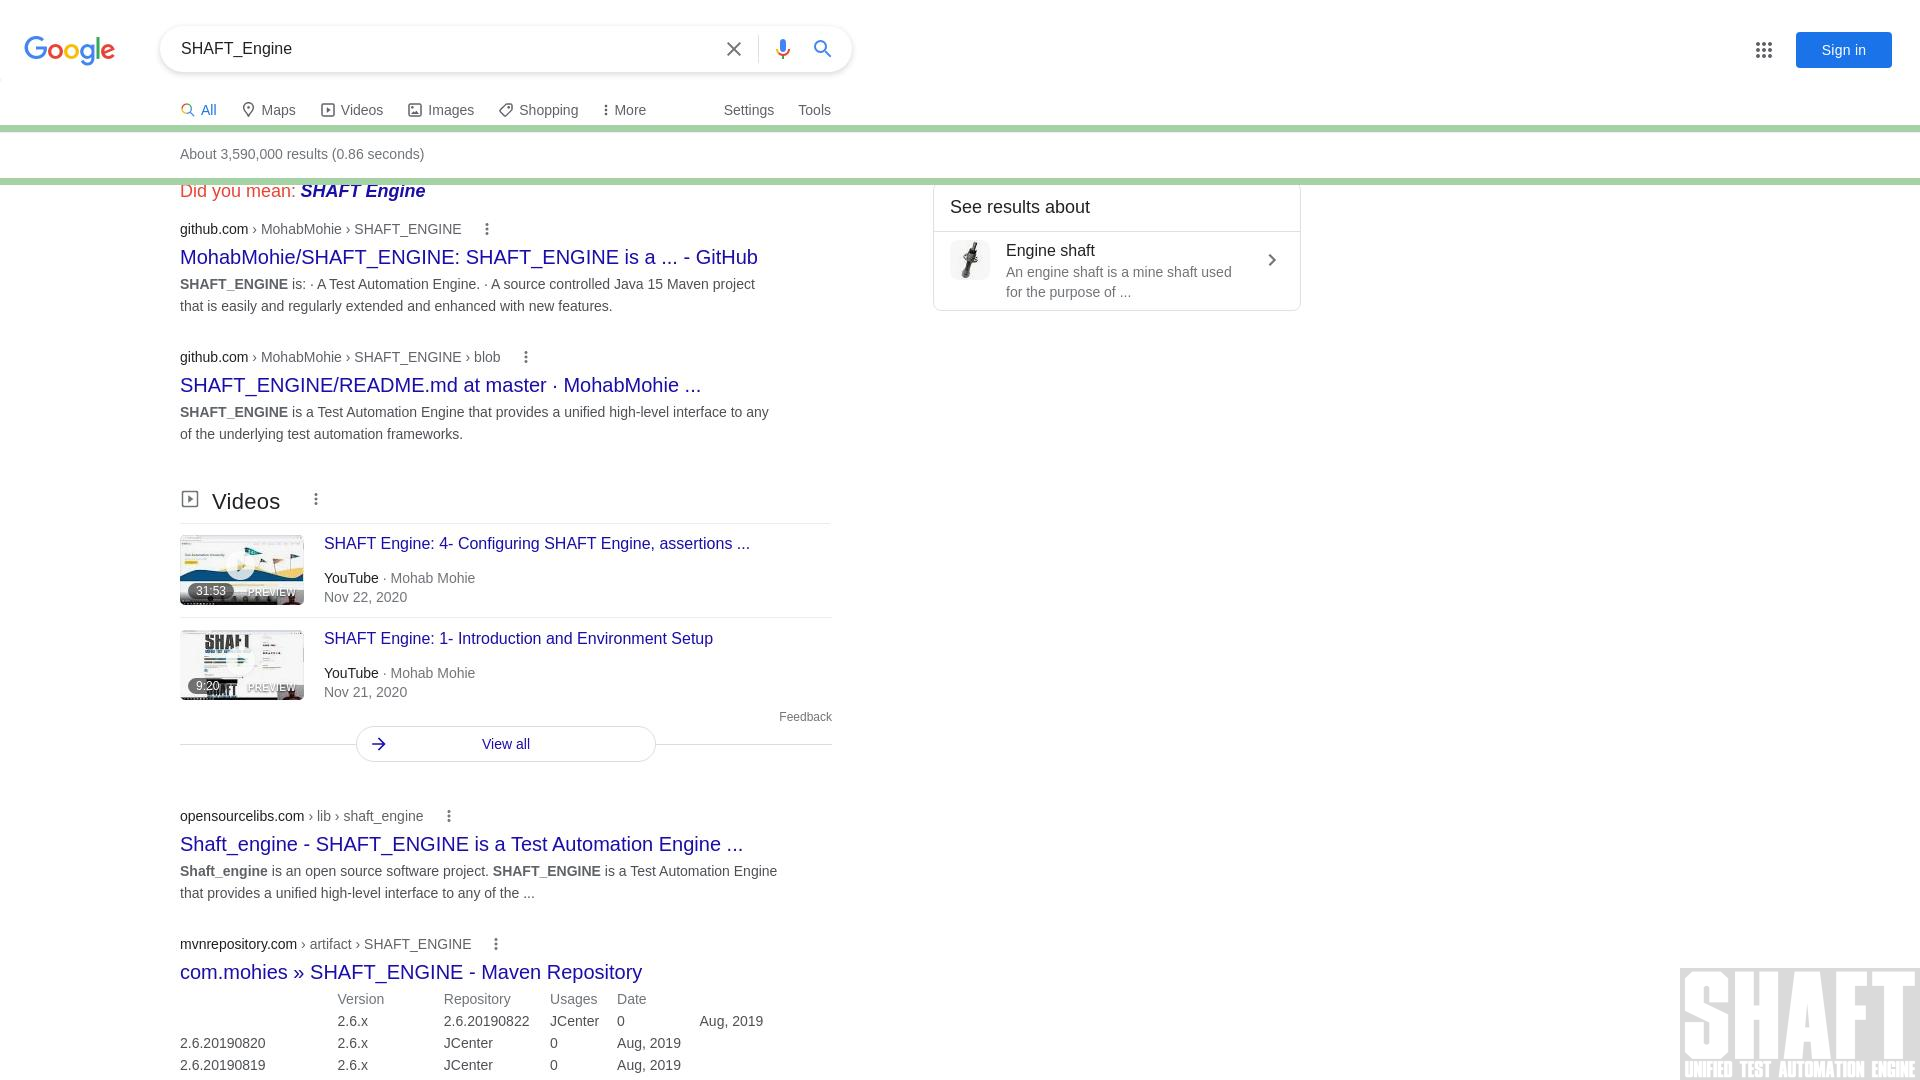 Google
SHAFT_Engine
Sign in
All Maps Videos Images Shopping More Settings Tools
About 3,590,000 results (0.86 seconds)
Did you mean: SHAFT Engine
github.com › MohabMohie › SHAFT_ENGINE
MohabMohie/SHAFT_ENGINE: SHAFT_ENGINE is a ... - GitHub
SHAFT_ENGINE is: · A Test Automation Engine. · A source controlled Java 15 Maven project
that is easily and regularly extended and enhanced with new features.
See results about
Engine shaft
An engine shaft is a mine shaft used
for the purpose of ...
github.com › MohabMohie › SHAFT_ENGINE › blob
SHAFT_ENGINE/README.md at master · MohabMohie ...
SHAFT_ENGINE is a Test Automation Engine that provides a unified high-level interface to any
of the underlying test automation frameworks.
Videos
31:53 PREVIEW
SHAFT Engine: 4- Configuring SHAFT Engine, assertions ...
YouTube · Mohab Mohie
Nov 22, 2020
SHAFT
9:20 PREVIEW
SHAFT Engine: 1- Introduction and Environment Setup
YouTube · Mohab Mohie
Nov 21, 2020
Feedback
View all
opensourcelibs.com › lib › shaft_engine
Shaft_engine - SHAFT_ENGINE is a Test Automation Engine ...
Shaft_engine is an open source software project. SHAFT_ENGINE is a Test Automation Engine
that provides a unified high-level interface to any of the ...
mvnrepository.com › artifact › SHAFT_ENGINE
com.mohies » SHAFT_ENGINE - Maven Repository
Version Repository Usages Date
2.6.x 2.6.20190822 JCenter 0 Aug, 2019
2.6.20190820 2.6.x JCenter 0 Aug, 2019
2.6.20190819 2.6.x JCenter 0 Aug, 2019
SHAFT
UNIFIED TEST AUTOMATION ENGINE